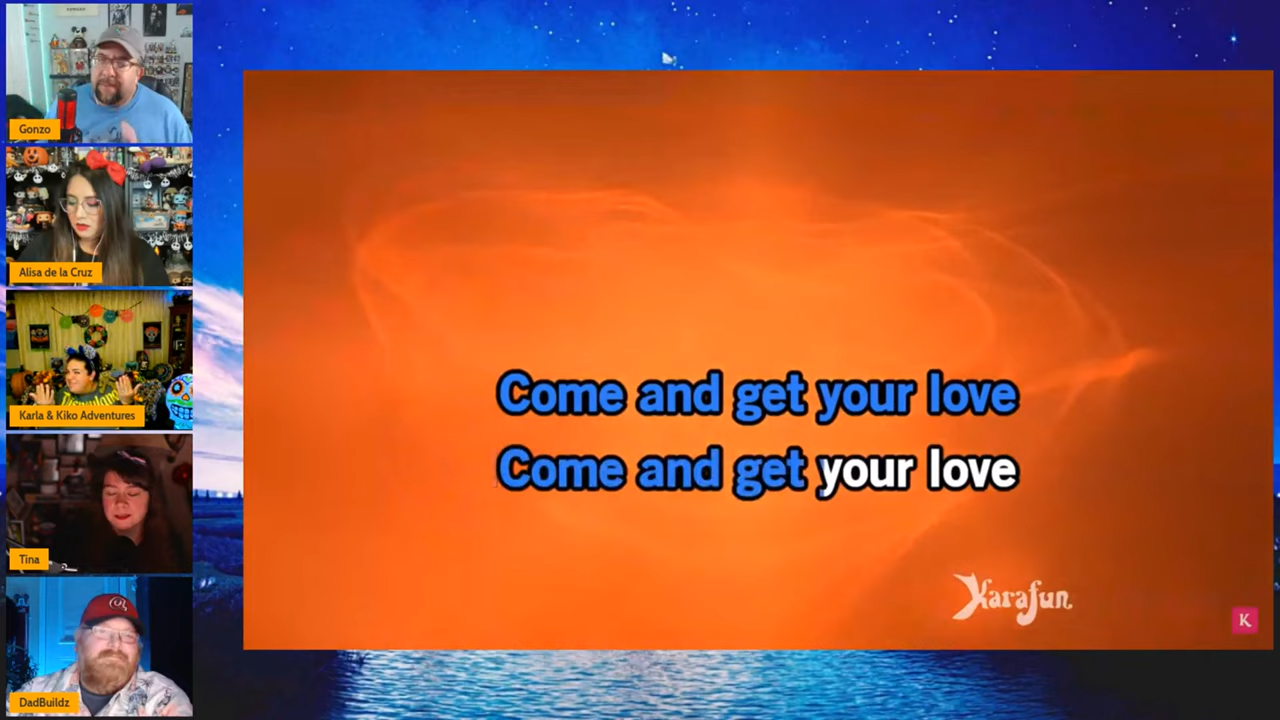 Gonzo
Alisa de la Cruz
Karla & Kiko Adventures
Tina
DadBuildz
Come and get your love
Come and get your love
Karafun
K